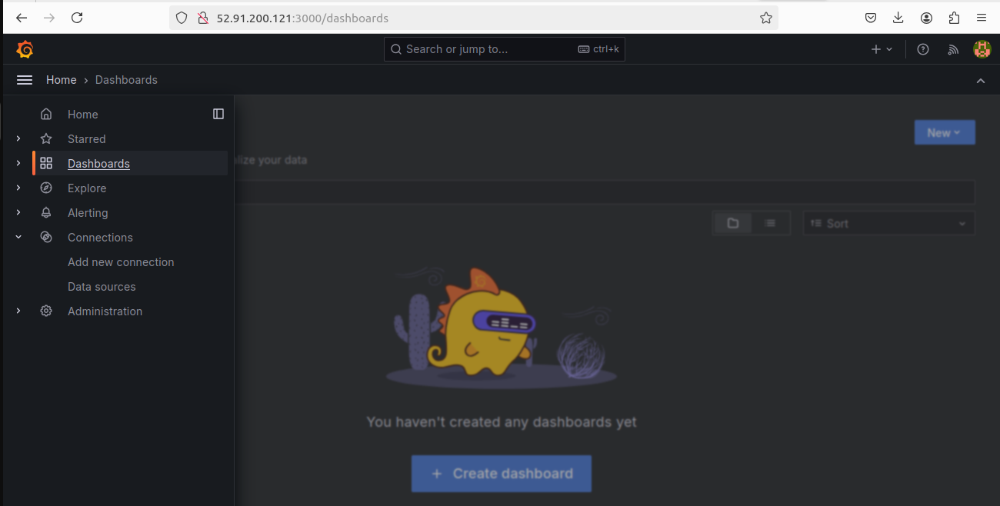 52.91.200.121:3000/dashboards
Search or jump to... ctrl+k
Home › Dashboards
Home
Starred
New
Dashboards
lize your data
Explore
Alerting
Sort
Connections
Add new connection
Data sources
Administration
You haven't created any dashboards yet
+ Create dashboard